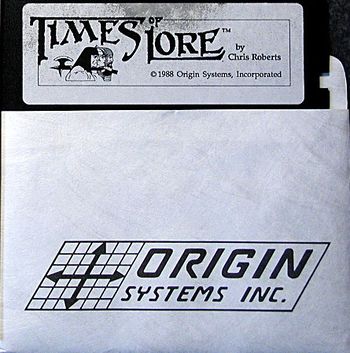 TIMES OF LORE™
by
Chris Roberts
© 1988 Origin Systems, Incorporated
ORIGIN
SYSTEMS INC.